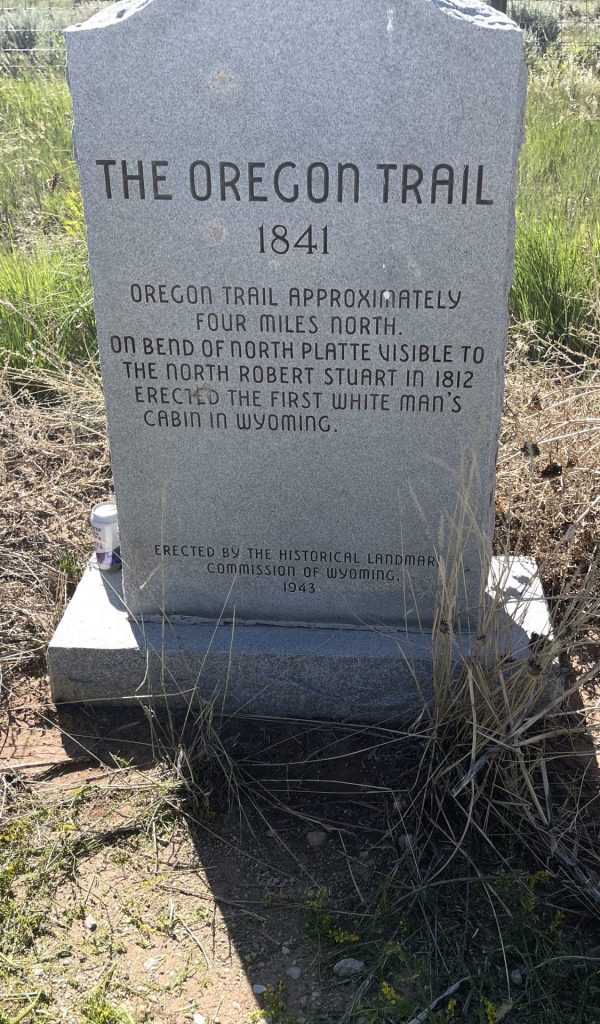 THE OREGON TRAIL
1841
OREGON TRAIL APPROXIMATELY
FOUR MILES NORTH.
ON BEND OF NORTH PLATTE VISIBLE TO
THE NORTH ROBERT STUART IN 1812
ERECTED THE FIRST WHITE MAN'S
CABIN IN WYOMING.
ERECTED BY THE HISTORICAL LANDMARK
COMMISSION OF WYOMING.
1943